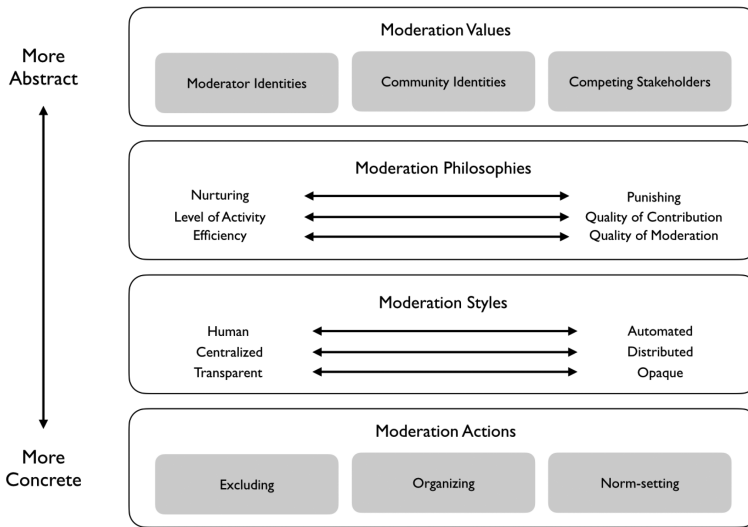 More
Abstract
Moderation Values
Moderator Identities
Community Identities
Competing Stakeholders
Moderation Philosophies
Nurturing
Punishing
Level of Activity
Quality of Contribution
Efficiency
Quality of Moderation
Moderation Styles
Human
Automated
Centralized
Distributed
Transparent
Opaque
More
Concrete
Moderation Actions
Excluding
Organizing
Norm-setting